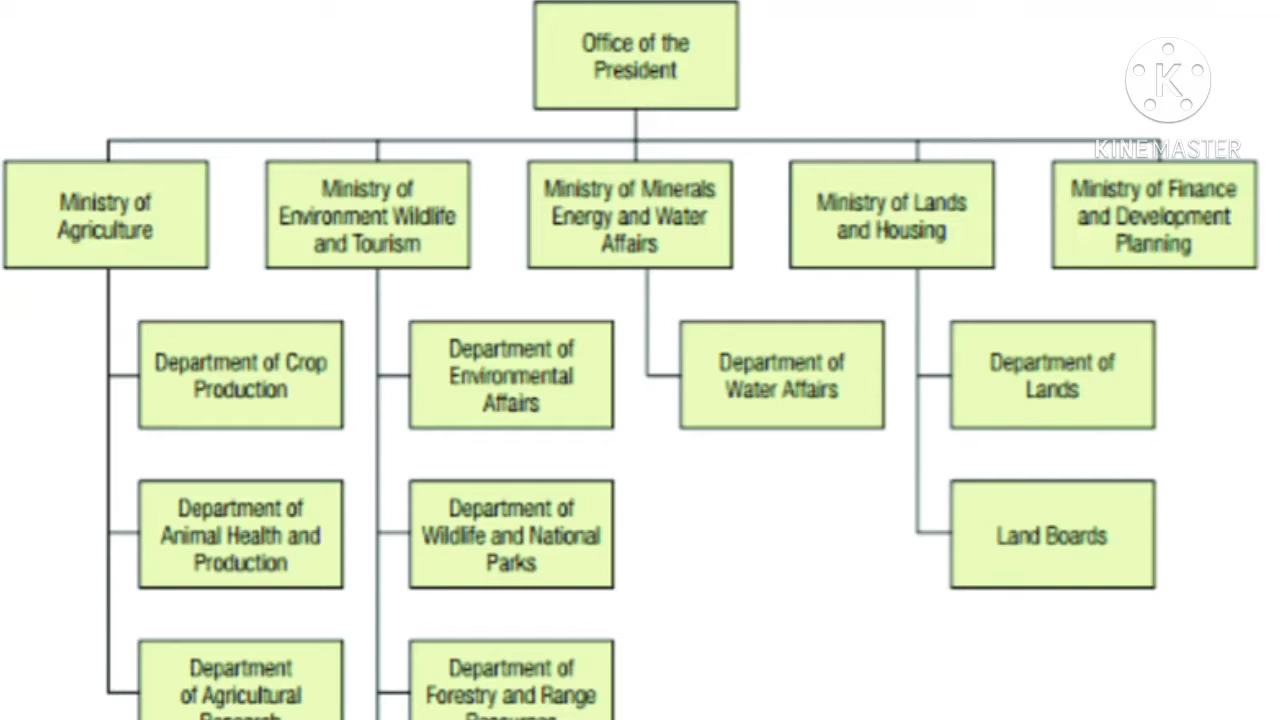 Office of the
President
K
KINEMASTER
Ministry of
Agriculture
Ministry of
Environment Wildlife
and Tourism
Ministry of Minerals
Energy and Water
Affairs
Ministry of Lands
and Housing
Ministry of Finance
and Development
Planning
Department of Crop
Production
Department of
Environmental
Affairs
Department of
Water Affairs
Department of
Lands
Department of
Animal Health and
Production
Department of
Wildlife and National
Parks
Land Boards
Department
of Agricultural
Department of
Forestry and Range